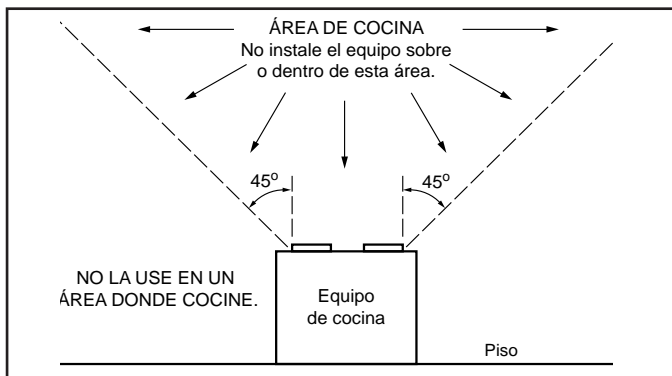 ÁREA DE COCINA
No instale el equipo sobre
o dentro de esta área.
45º
45º
NO LA USE EN UN
ÁREA DONDE COCINE.
Equipo
de cocina
Piso